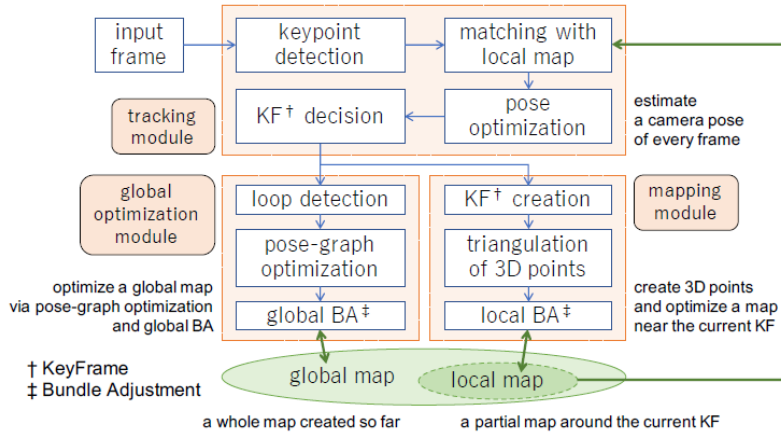 input
frame
keypoint
detection
matching with
local map
tracking
module
KF† decision
pose
optimization
estimate
a camera pose
of every frame
global
optimization
module
loop detection
KF† creation
mapping
module
pose-graph
optimization
triangulation
of 3D points
optimize a global map
via pose-graph optimization
and global BA
global BA‡
local BA‡
create 3D points
and optimize a map
near the current KF
† KeyFrame
‡ Bundle Adjustment
global map
local map
a whole map created so far
a partial map around the current KF